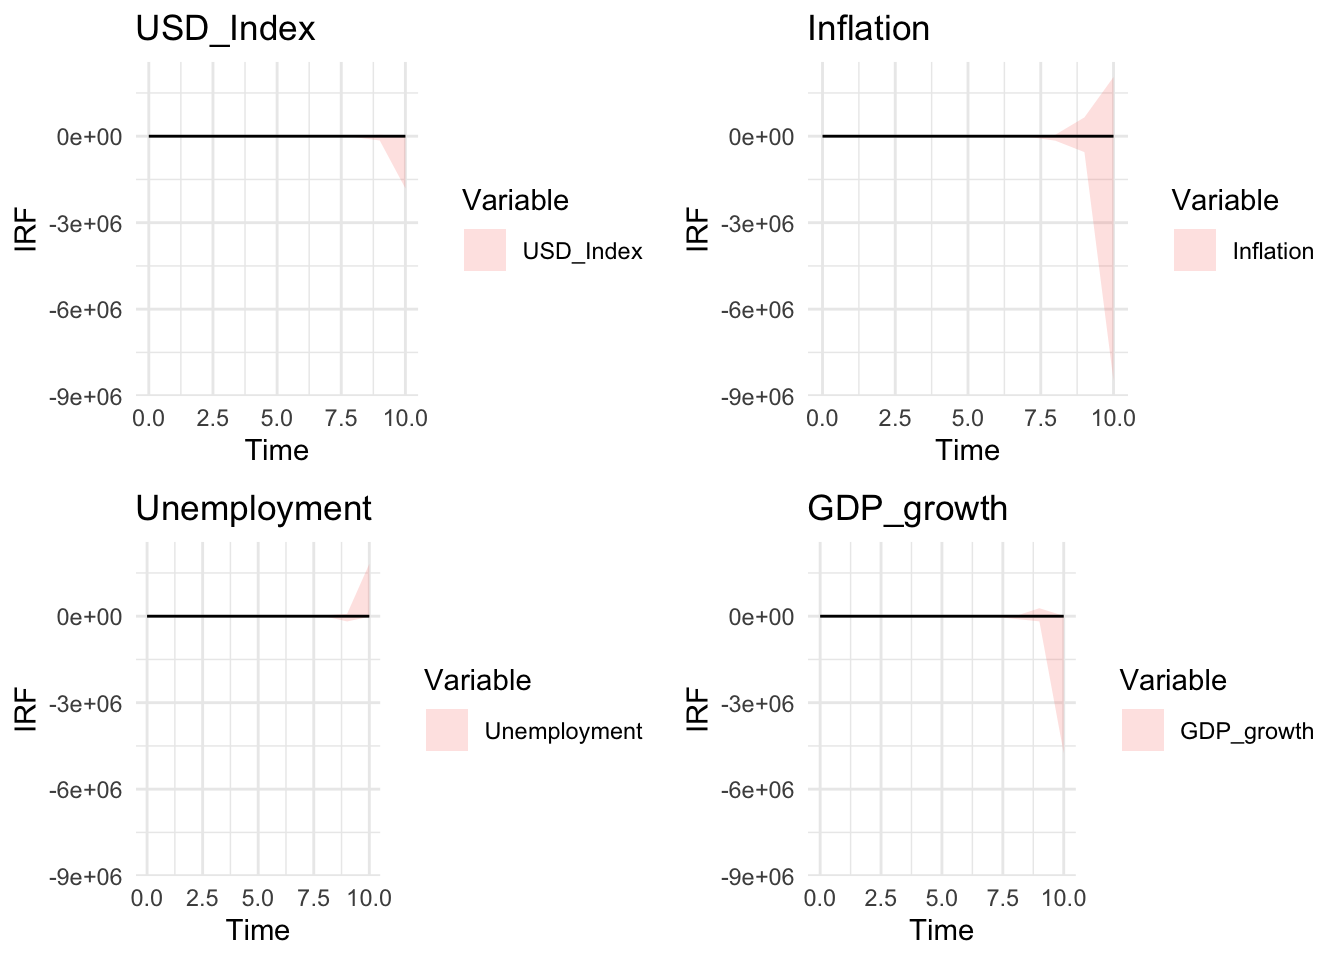 USD_Index
0e+00
-3e+06
-6e+06
-9e+06
IRF
0.0 2.5 5.0 7.5 10.0
Time
Variable
USD_Index
Inflation
0e+00
-3e+06
-6e+06
-9e+06
IRF
0.0 2.5 5.0 7.5 10.0
Time
Variable
Inflation
Unemployment
0e+00
-3e+06
-6e+06
-9e+06
IRF
0.0 2.5 5.0 7.5 10.0
Time
Variable
Unemployment
GDP_growth
0e+00
-3e+06
-6e+06
-9e+06
IRF
0.0 2.5 5.0 7.5 10.0
Time
Variable
GDP_growth